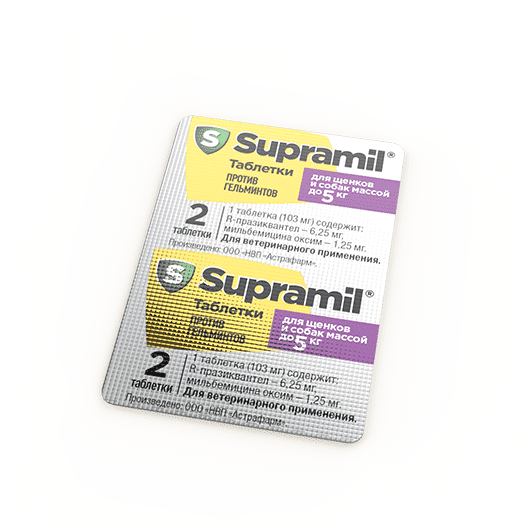 S Supramil®
Таблетки
ПРОТИВ
ГЕЛЬМИНТОВ
для щенков
и собак массой
до 5 кг
2
таблетки
1 таблетка (103 мг) содержит:
R-празиквантел – 6,25 мг,
мильбемицина оксим – 1,25 мг.
Для ветеринарного применения.
Произведено: ООО «НВП «Астрафарм».
S Supramil®
Таблетки
ПРОТИВ
ГЕЛЬМИНТОВ
для щенков
и собак массой
до 5 кг
2
таблетки
1 таблетка (103 мг) содержит:
R-празиквантел – 6,25 мг,
мильбемицина оксим – 1,25 мг.
Для ветеринарного применения.
Произведено: ООО «НВП «Астрафарм».